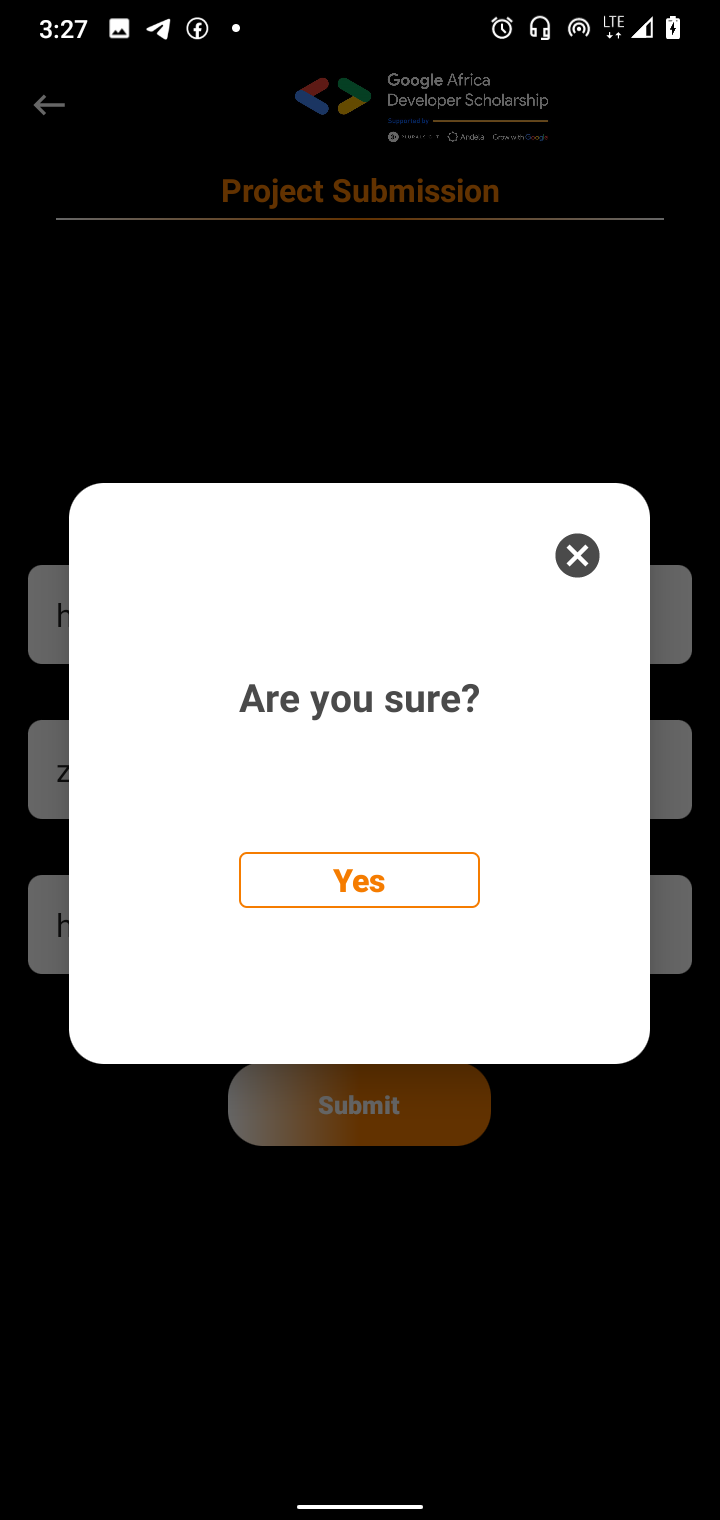 3:27
LTE
Google Africa
Developer Scholarship
Supported by
Andela Grow with Google
Project Submission
Are you sure?
Yes
Submit